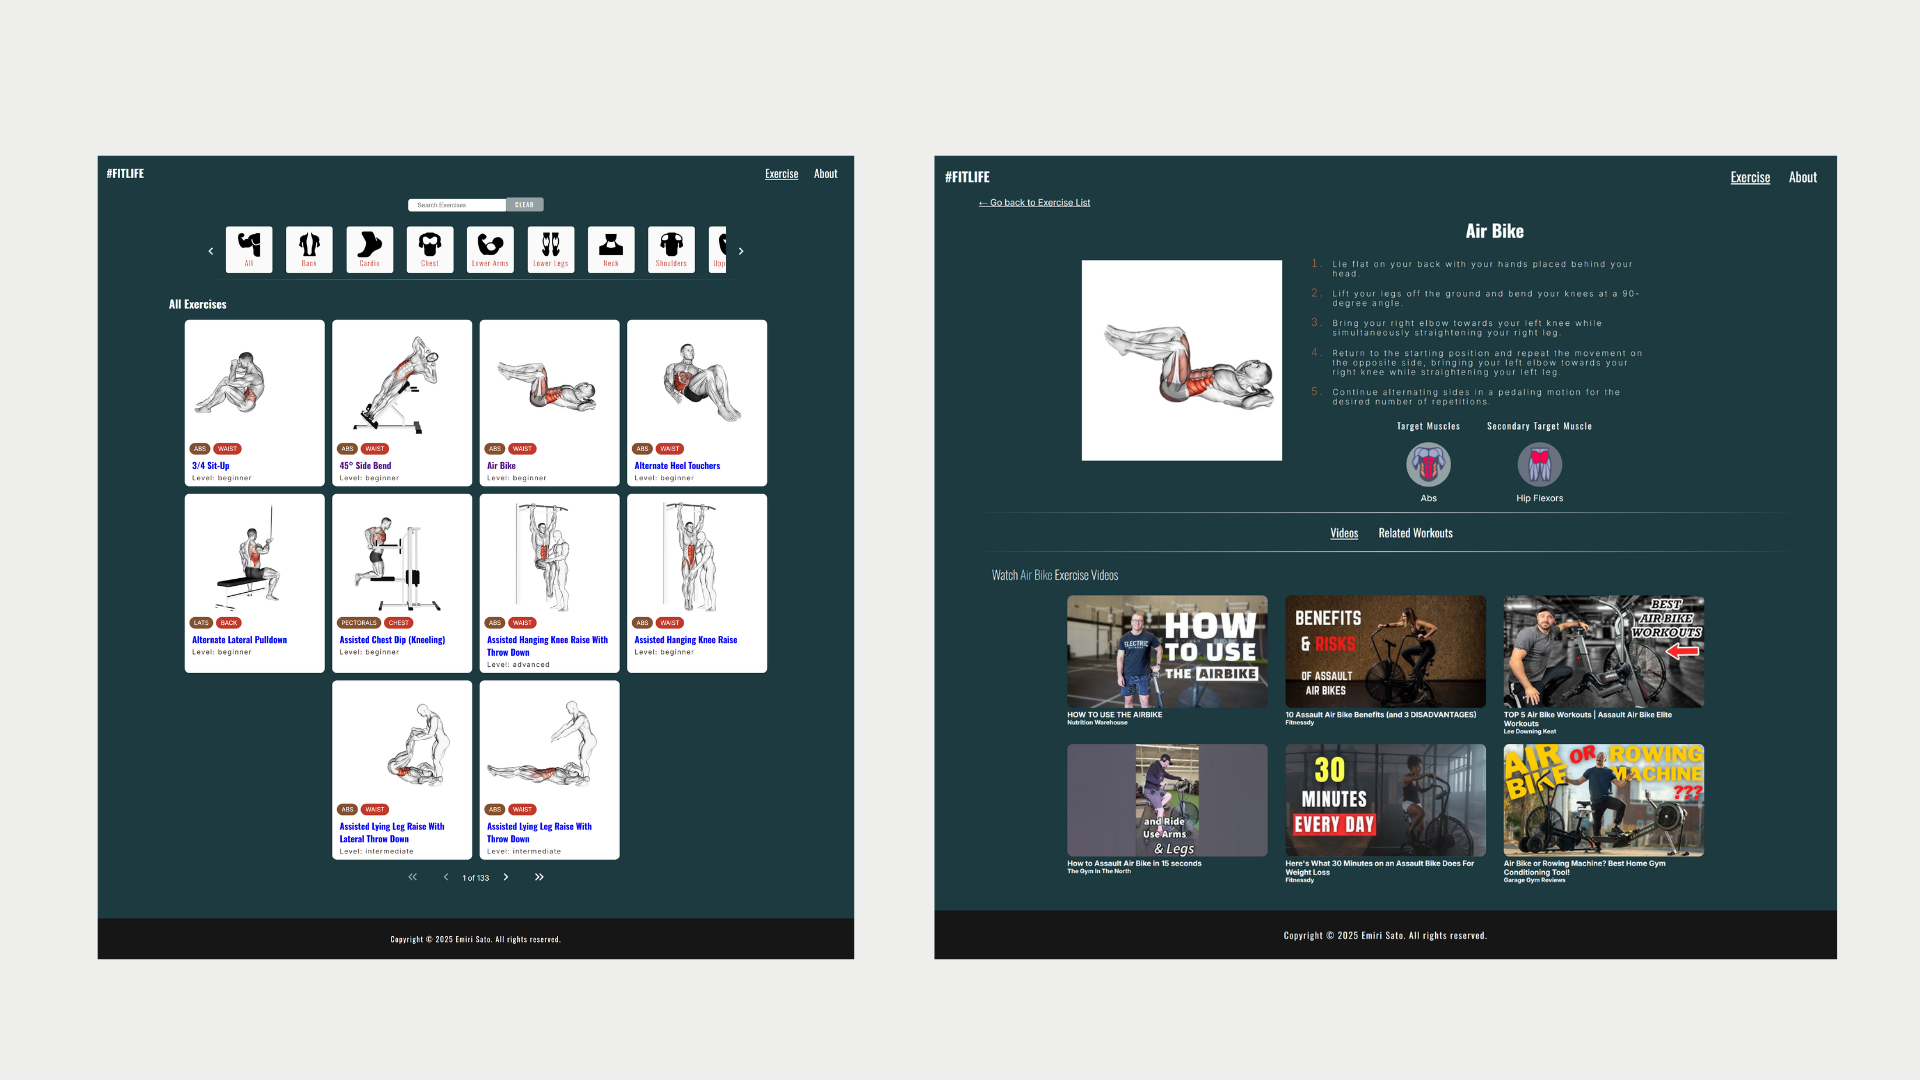 #FITLIFE
Exercise
About
Search Exercises
CLEAR
All
Back
Cardio
Chest
Lower Arms
Lower Legs
Neck
Shoulders
Upp
All Exercises
ABS
WAIST
3/4 Sit-Up
Level: beginner
ABS
WAIST
45° Side Bend
Level: beginner
ABS
WAIST
Air Bike
Level: beginner
ABS
WAIST
Alternate Heel Touchers
Level: beginner
LATS
BACK
Alternate Lateral Pulldown
Level: beginner
PECTORALS
CHEST
Assisted Chest Dip (Kneeling)
Level: beginner
ABS
WAIST
Assisted Hanging Knee Raise With
Throw Down
Level: advanced
ABS
WAIST
Assisted Hanging Knee Raise
Level: beginner
ABS
WAIST
Assisted Lying Leg Raise With
Lateral Throw Down
Level: intermediate
ABS
WAIST
Assisted Lying Leg Raise With
Throw Down
Level: intermediate
1 of 133
Copyright © 2025 Emiri Sato. All rights reserved.
#FITLIFE
Exercise
About
← Go back to Exercise List
Air Bike
1. Lie flat on your back with your hands placed behind your
head.
2. Lift your legs off the ground and bend your knees at a 90-
degree angle.
3. Bring your right elbow towards your left knee while
simultaneously straightening your right leg.
4. Return to the starting position and repeat the movement on
the opposite side, bringing your left elbow towards your
right knee while straightening your left leg.
5. Continue alternating sides in a pedaling motion for the
desired number of repetitions.
Target Muscles
Secondary Target Muscle
Abs
Hip Flexors
Videos
Related Workouts
Watch Air Bike Exercise Videos
ELECTRIC
HOW
TO USE
THE AIRBIKE
HOW TO USE THE AIRBIKE
Nutrition Warehouse
BENEFITS
& RISKS
OF ASSAULT
AIR BIKES
10 Assault Air Bike Benefits (and 3 DISADVANTAGES)
Fitnessdy
BEST
AIR BIKE
WORKOUTS
TOP 5 Air Bike Workouts | Assault Air Bike Elite
Workouts
Lee Downing Keat
and Ride
Use Arms
& Legs
How to Assault Air Bike in 15 seconds
The Gym In The North
30
MINUTES
EVERY DAY
Here's What 30 Minutes on an Assault Bike Does For
Weight Loss
Fitnessdy
AIR
BIKE
OR
ROWING
MACHINE
???
Air Bike or Rowing Machine? Best Home Gym
Conditioning Tool!
Garage Gym Reviews
Copyright © 2025 Emiri Sato. All rights reserved.